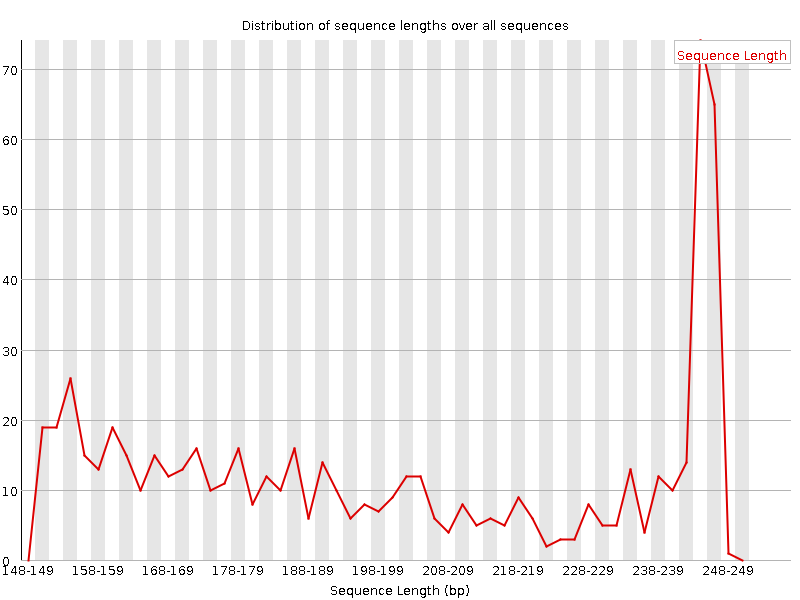 Distribution of sequence lengths over all sequences
Sequence Length
70
60
50
40
30
20
10
0
148-149 158-159 168-169 178-179 188-189 198-199 208-209 218-219 228-229 238-239 248-249
Sequence Length (bp)